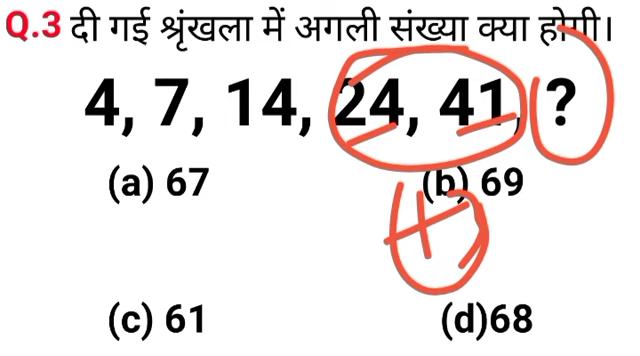 Q.3 दी गई श्रृंखला में अगली संख्या क्या होगी।
4, 7, 14, 24, 41, ?
(a) 67 (b) 69
(c) 61 (d)68